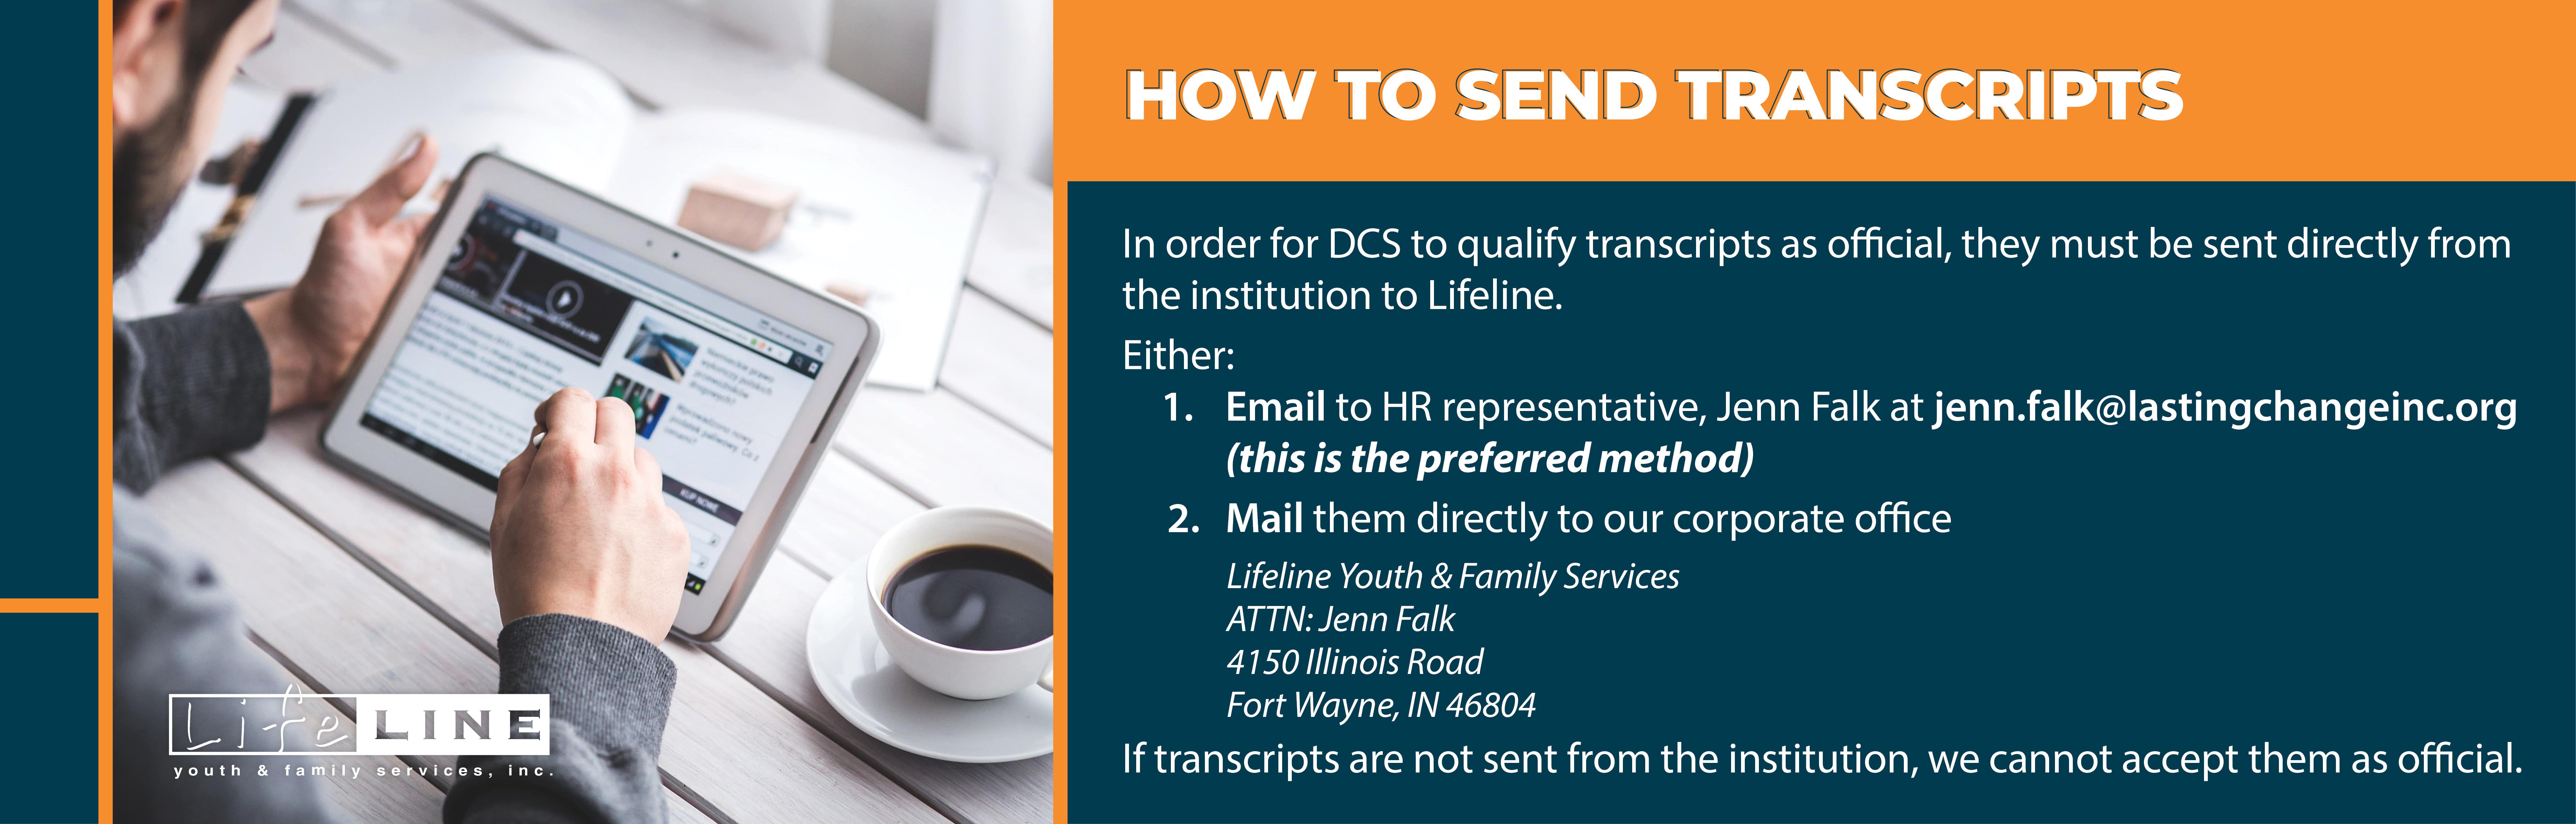 HOW TO SEND TRANSCRIPTS
In order for DCS to qualify transcripts as official, they must be sent directly from
the institution to Lifeline.
Either:
1. Email to HR representative, Jenn Falk at jenn.falk@lastingchangeinc.org
(this is the preferred method)
2. Mail them directly to our corporate office
Lifeline Youth & Family Services
ATTN: Jenn Falk
4150 Illinois Road
Fort Wayne, IN 46804
If transcripts are not sent from the institution, we cannot accept them as official.
Life LINE
youth & family services, inc.